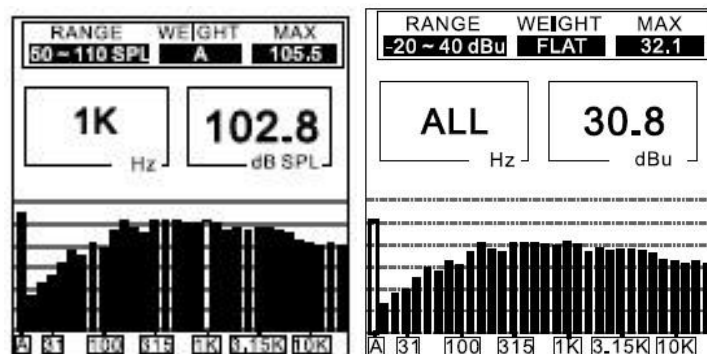 RANGE WEIGHT MAX
50 ~ 110 SPL A 105.5
1K Hz
102.8 dB SPL
A 31 100 315 1K 3.15K 10K
RANGE WEIGHT MAX
-20 ~ 40 dBu FLAT 32.1
ALL Hz
30.8 dBu
A 31 100 315 1K 3.15K 10K